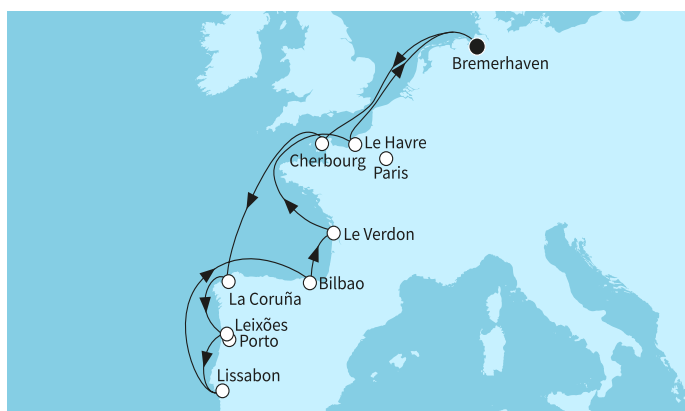 Bremerhaven
Le Havre
Cherbourg
Paris
Le Verdon
Bilbao
La Coruña
Leixões
Porto
Lissabon